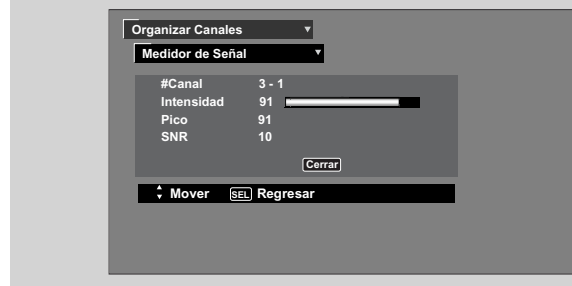 Organizar Canales
Medidor de Señal
#Canal 3 - 1
Intensidad 91
Pico 91
SNR 10
Cerrar
Mover SEL Regresar